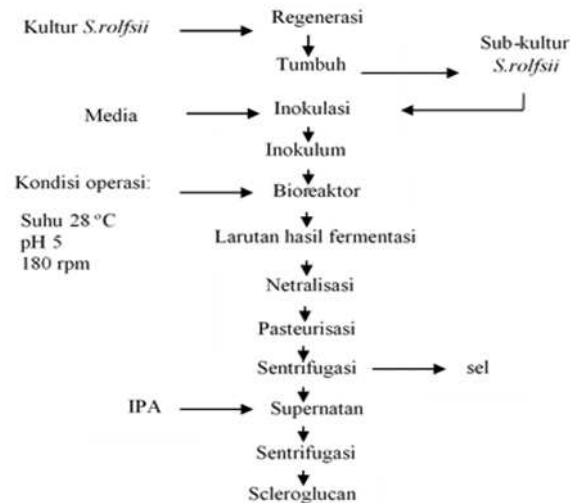 Kultur S.rolfsii
Regenerasi
Tumbuh
Sub-kultur
S.rolfsii
Media
Inokulasi
Inokulum
Kondisi operasi:
Bioreaktor
Suhu 28 °C
pH 5
180 rpm
Larutan hasil fermentasi
Netralisasi
Pasteurisasi
Sentrifugasi
sel
IPA
Supernatan
Sentrifugasi
Scleroglucan